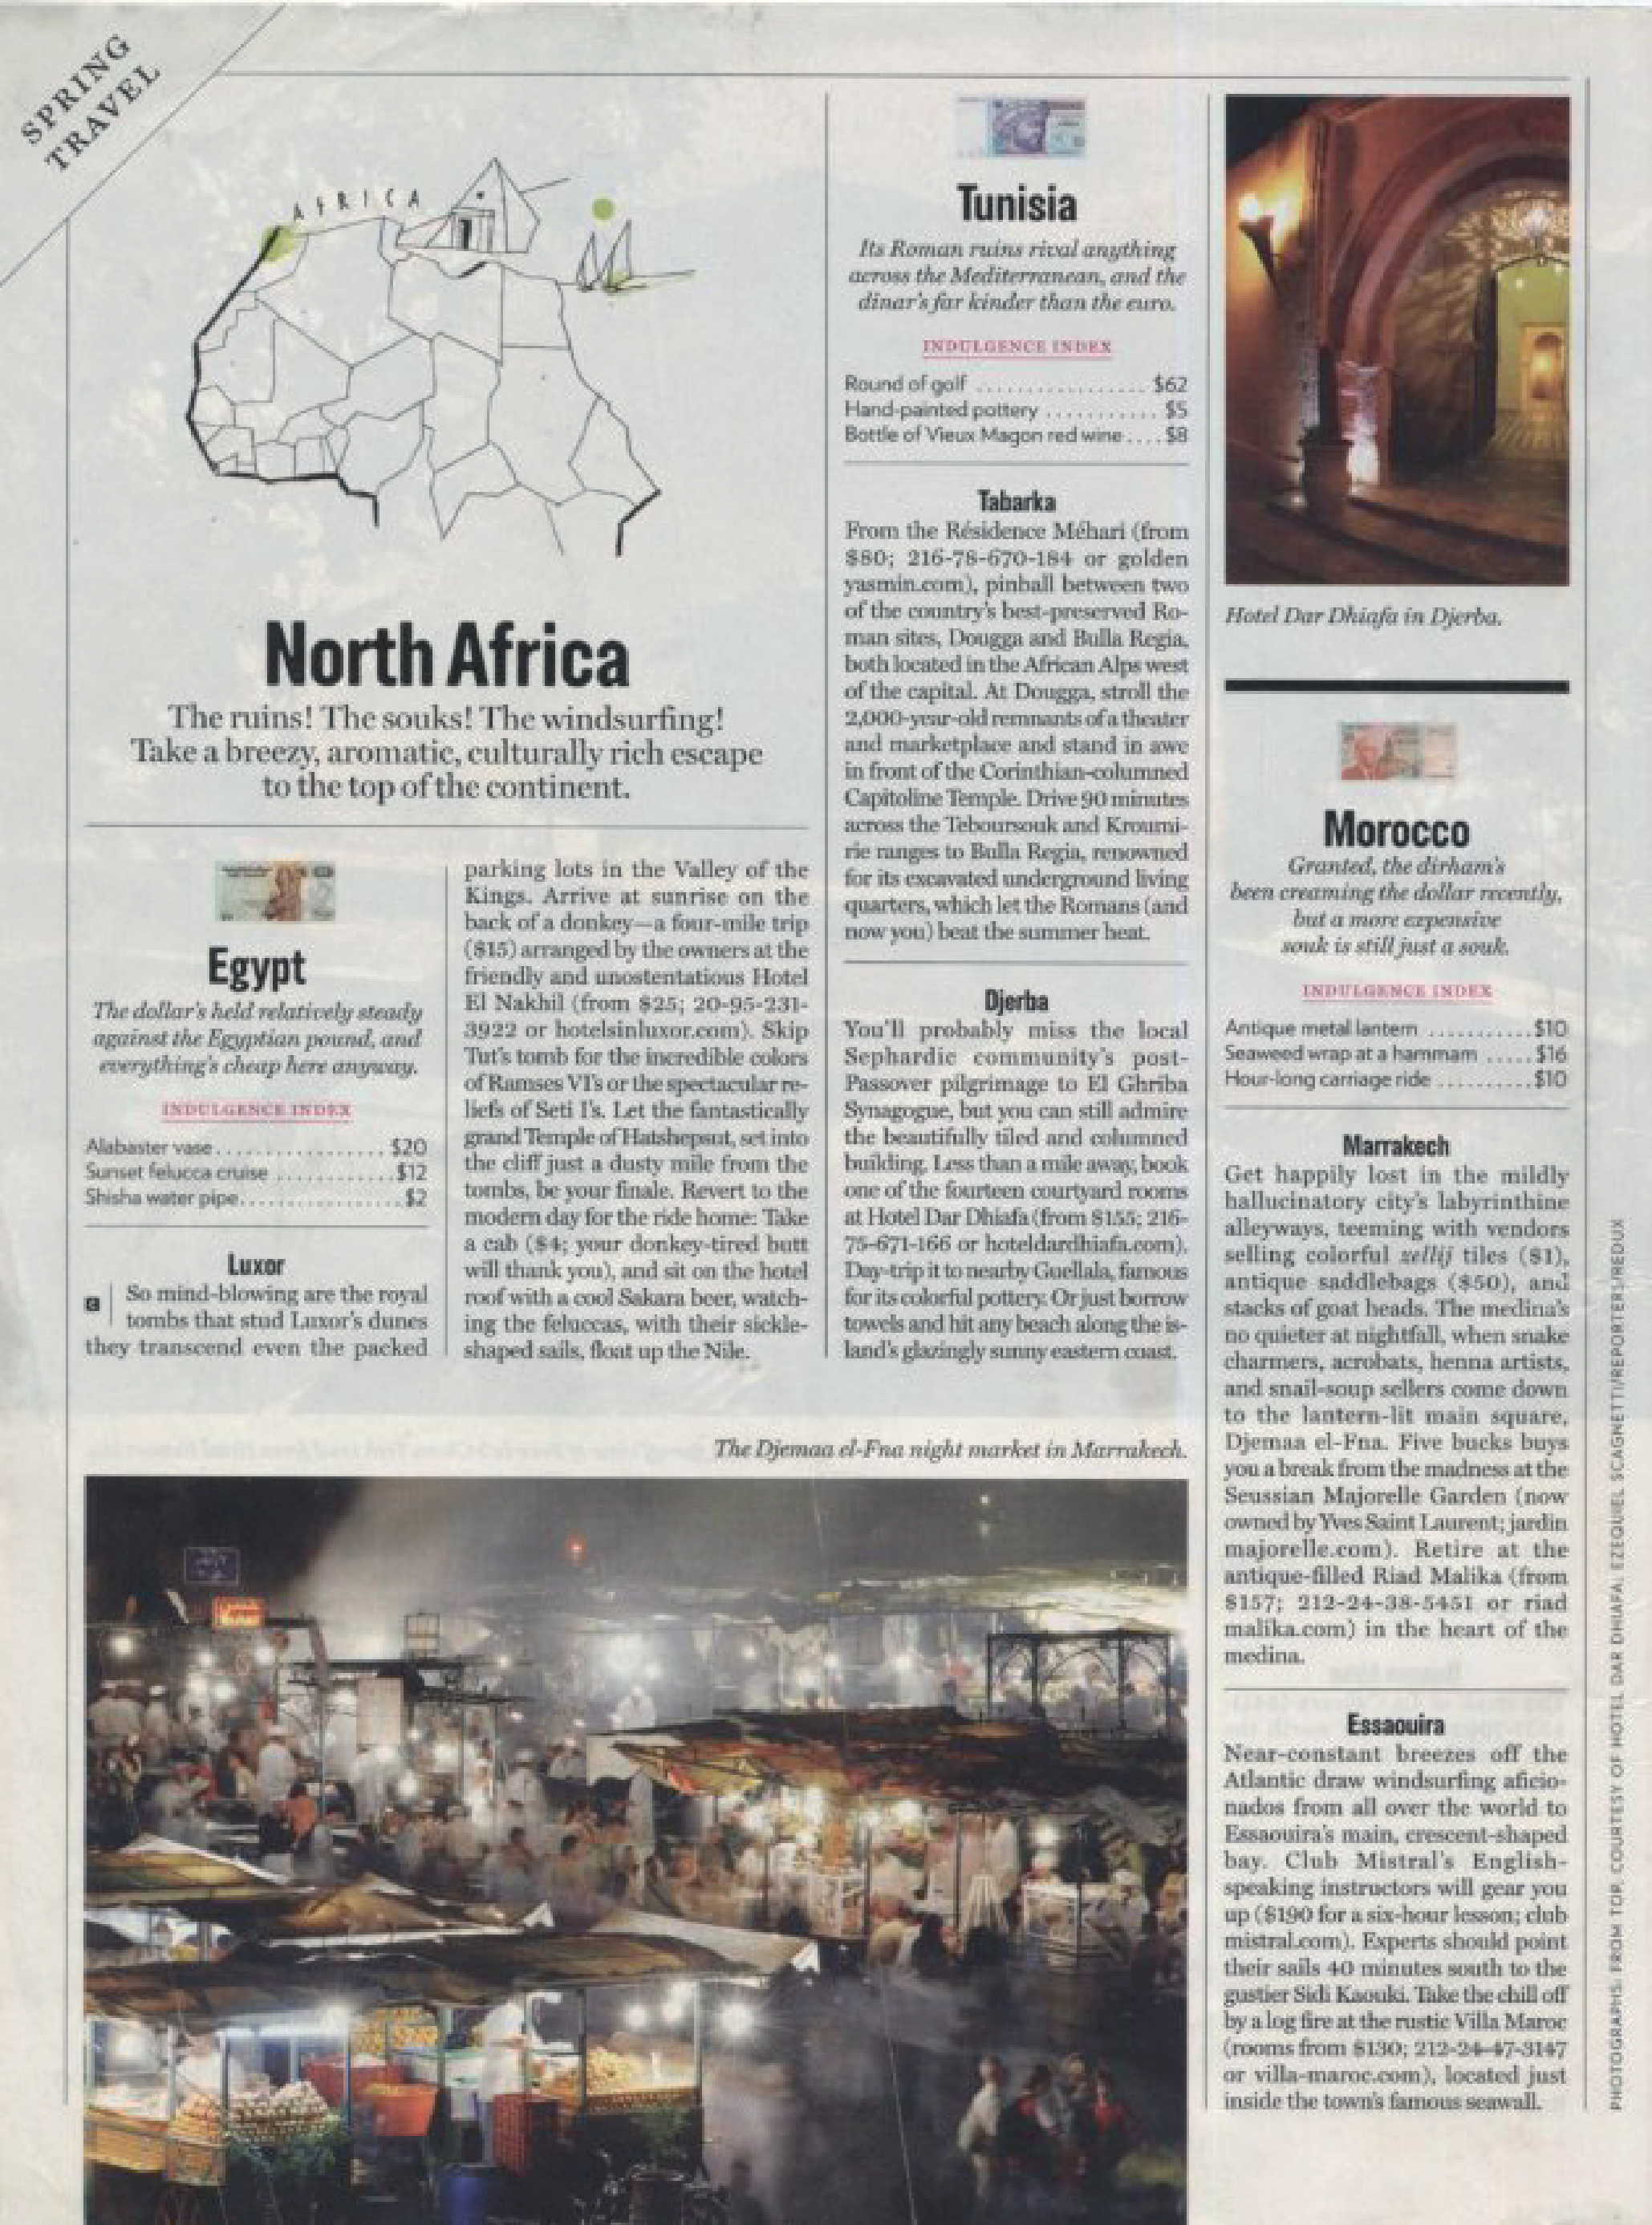 SPRING
TRAVEL
AFRICA
North Africa
The ruins! The souks! The windsurfing!
Take a breezy, aromatic, culturally rich escape
to the top of the continent.
Egypt
The dollar's held relatively steady
against the Egyptian pound, and
everything's cheap here anyway.
INDULGENCE INDEX
Alabaster vase ................. $20
Sunset felucca cruise ............ $12
Shisha water pipe................. $2
Luxor
So mind-blowing are the royal
tombs that stud Luxor's dunes
they transcend even the packed
parking lots in the Valley of the
Kings. Arrive at sunrise on the
back of a donkey—a four-mile trip
($15) arranged by the owners at the
friendly and unostentatious Hotel
El Nakhil (from $25; 20-95-231-
3922 or hotelsinluxor.com). Skip
Tut's tomb for the incredible colors
of Ramses VI's or the spectacular re-
liefs of Seti I's. Let the fantastically
grand Temple of Hatshepsut, set into
the cliff just a dusty mile from the
tombs, be your finale. Revert to the
modern day for the ride home: Take
a cab ($4; your donkey-tired butt
will thank you), and sit on the hotel
roof with a cool Sakara beer, watch-
ing the feluccas, with their sickle-
shaped sails, float up the Nile.
Tunisia
Its Roman ruins rival anything
across the Mediterranean, and the
dinar's far kinder than the euro.
INDULGENCE INDEX
Round of golf ................. $62
Hand-painted pottery ........... $5
Bottle of Vieux Magon red wine .... $8
Tabarka
From the Résidence Méhari (from
$80; 216-78-670-184 or golden
yasmin.com), pinball between two
of the country's best-preserved Ro-
man sites, Dougga and Bulla Regia,
both located in the African Alps west
of the capital. At Dougga, stroll the
2,000-year-old remnants of a theater
and marketplace and stand in awe
in front of the Corinthian-columned
Capitoline Temple. Drive 90 minutes
across the Teboursouk and Kroumi-
rie ranges to Bulla Regia, renowned
for its excavated underground living
quarters, which let the Romans (and
now you) beat the summer heat.
Djerba
You'll probably miss the local
Sephardic community's post-
Passover pilgrimage to El Ghriba
Synagogue, but you can still admire
the beautifully tiled and columned
building. Less than a mile away, book
one of the fourteen courtyard rooms
at Hotel Dar Dhiafa (from $155; 216-
75-671-166 or hoteldardhiafa.com).
Day-trip it to nearby Guellala, famous
for its colorful pottery. Or just borrow
towels and hit any beach along the is-
land's glazingly sunny eastern coast.
Hotel Dar Dhiafa in Djerba.
Morocco
Granted, the dirham's
been creaming the dollar recently,
but a more expensive
souk is still just a souk.
INDULGENCE INDEX
Antique metal lantern ........... $10
Seaweed wrap at a hammam ..... $16
Hour-long carriage ride .......... $10
Marrakech
Get happily lost in the mildly
hallucinatory city's labyrinthine
alleyways, teeming with vendors
selling colorful zellij tiles ($1),
antique saddlebags ($50), and
stacks of goat heads. The medina's
no quieter at nightfall, when snake
charmers, acrobats, henna artists,
and snail-soup sellers come down
to the lantern-lit main square,
Djemaa el-Fna. Five bucks buys
you a break from the madness at the
Seussian Majorelle Garden (now
owned by Yves Saint Laurent; jardin
majorelle.com). Retire at the
antique-filled Riad Malika (from
$157; 212-24-38-5451 or riad
malika.com) in the heart of the
medina.
Essaouira
Near-constant breezes off the
Atlantic draw windsurfing aficio-
nados from all over the world to
Essaouira's main, crescent-shaped
bay. Club Mistral's English-
speaking instructors will gear you
up ($190 for a six-hour lesson; club
mistral.com). Experts should point
their sails 40 minutes south to the
gustier Sidi Kaouki. Take the chill off
by a log fire at the rustic Villa Maroc
(rooms from $130; 212-24-47-3147
or villa-maroc.com), located just
inside the town's famous seawall.
The Djemaa el-Fna night market in Marrakech.
PHOTOGRAPHS: FROM TOP, COURTESY OF HOTEL DAR DHIAFA; EZEQUIEL SCAGNETTI/REPORTER/REDUX